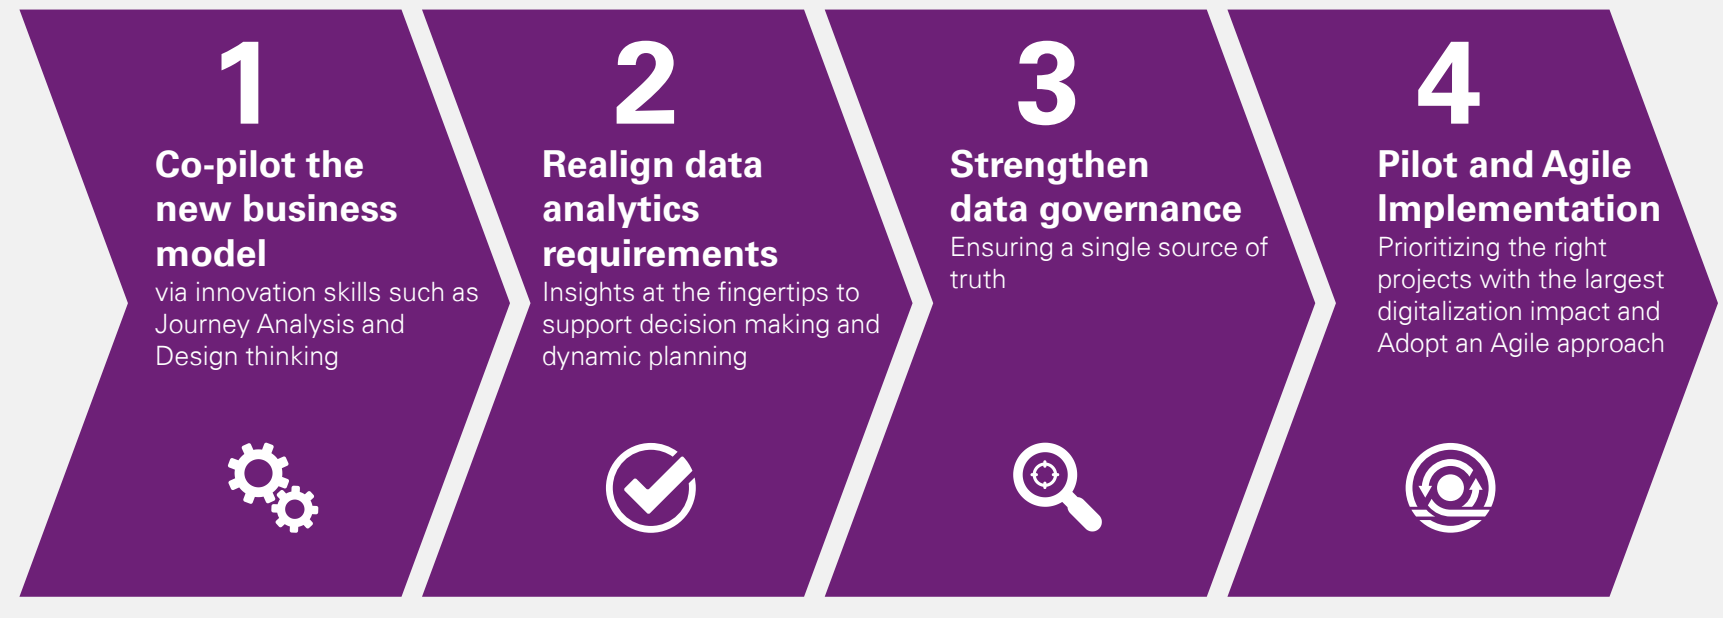 1
Co-pilot the
new business
model
via innovation skills such as
Journey Analysis and
Design thinking
2
Realign data
analytics
requirements
Insights at the fingertips to
support decision making and
dynamic planning
3
Strengthen
data governance
Ensuring a single source of
truth
4
Pilot and Agile
Implementation
Prioritizing the right
projects with the largest
digitalization impact and
Adopt an Agile approach